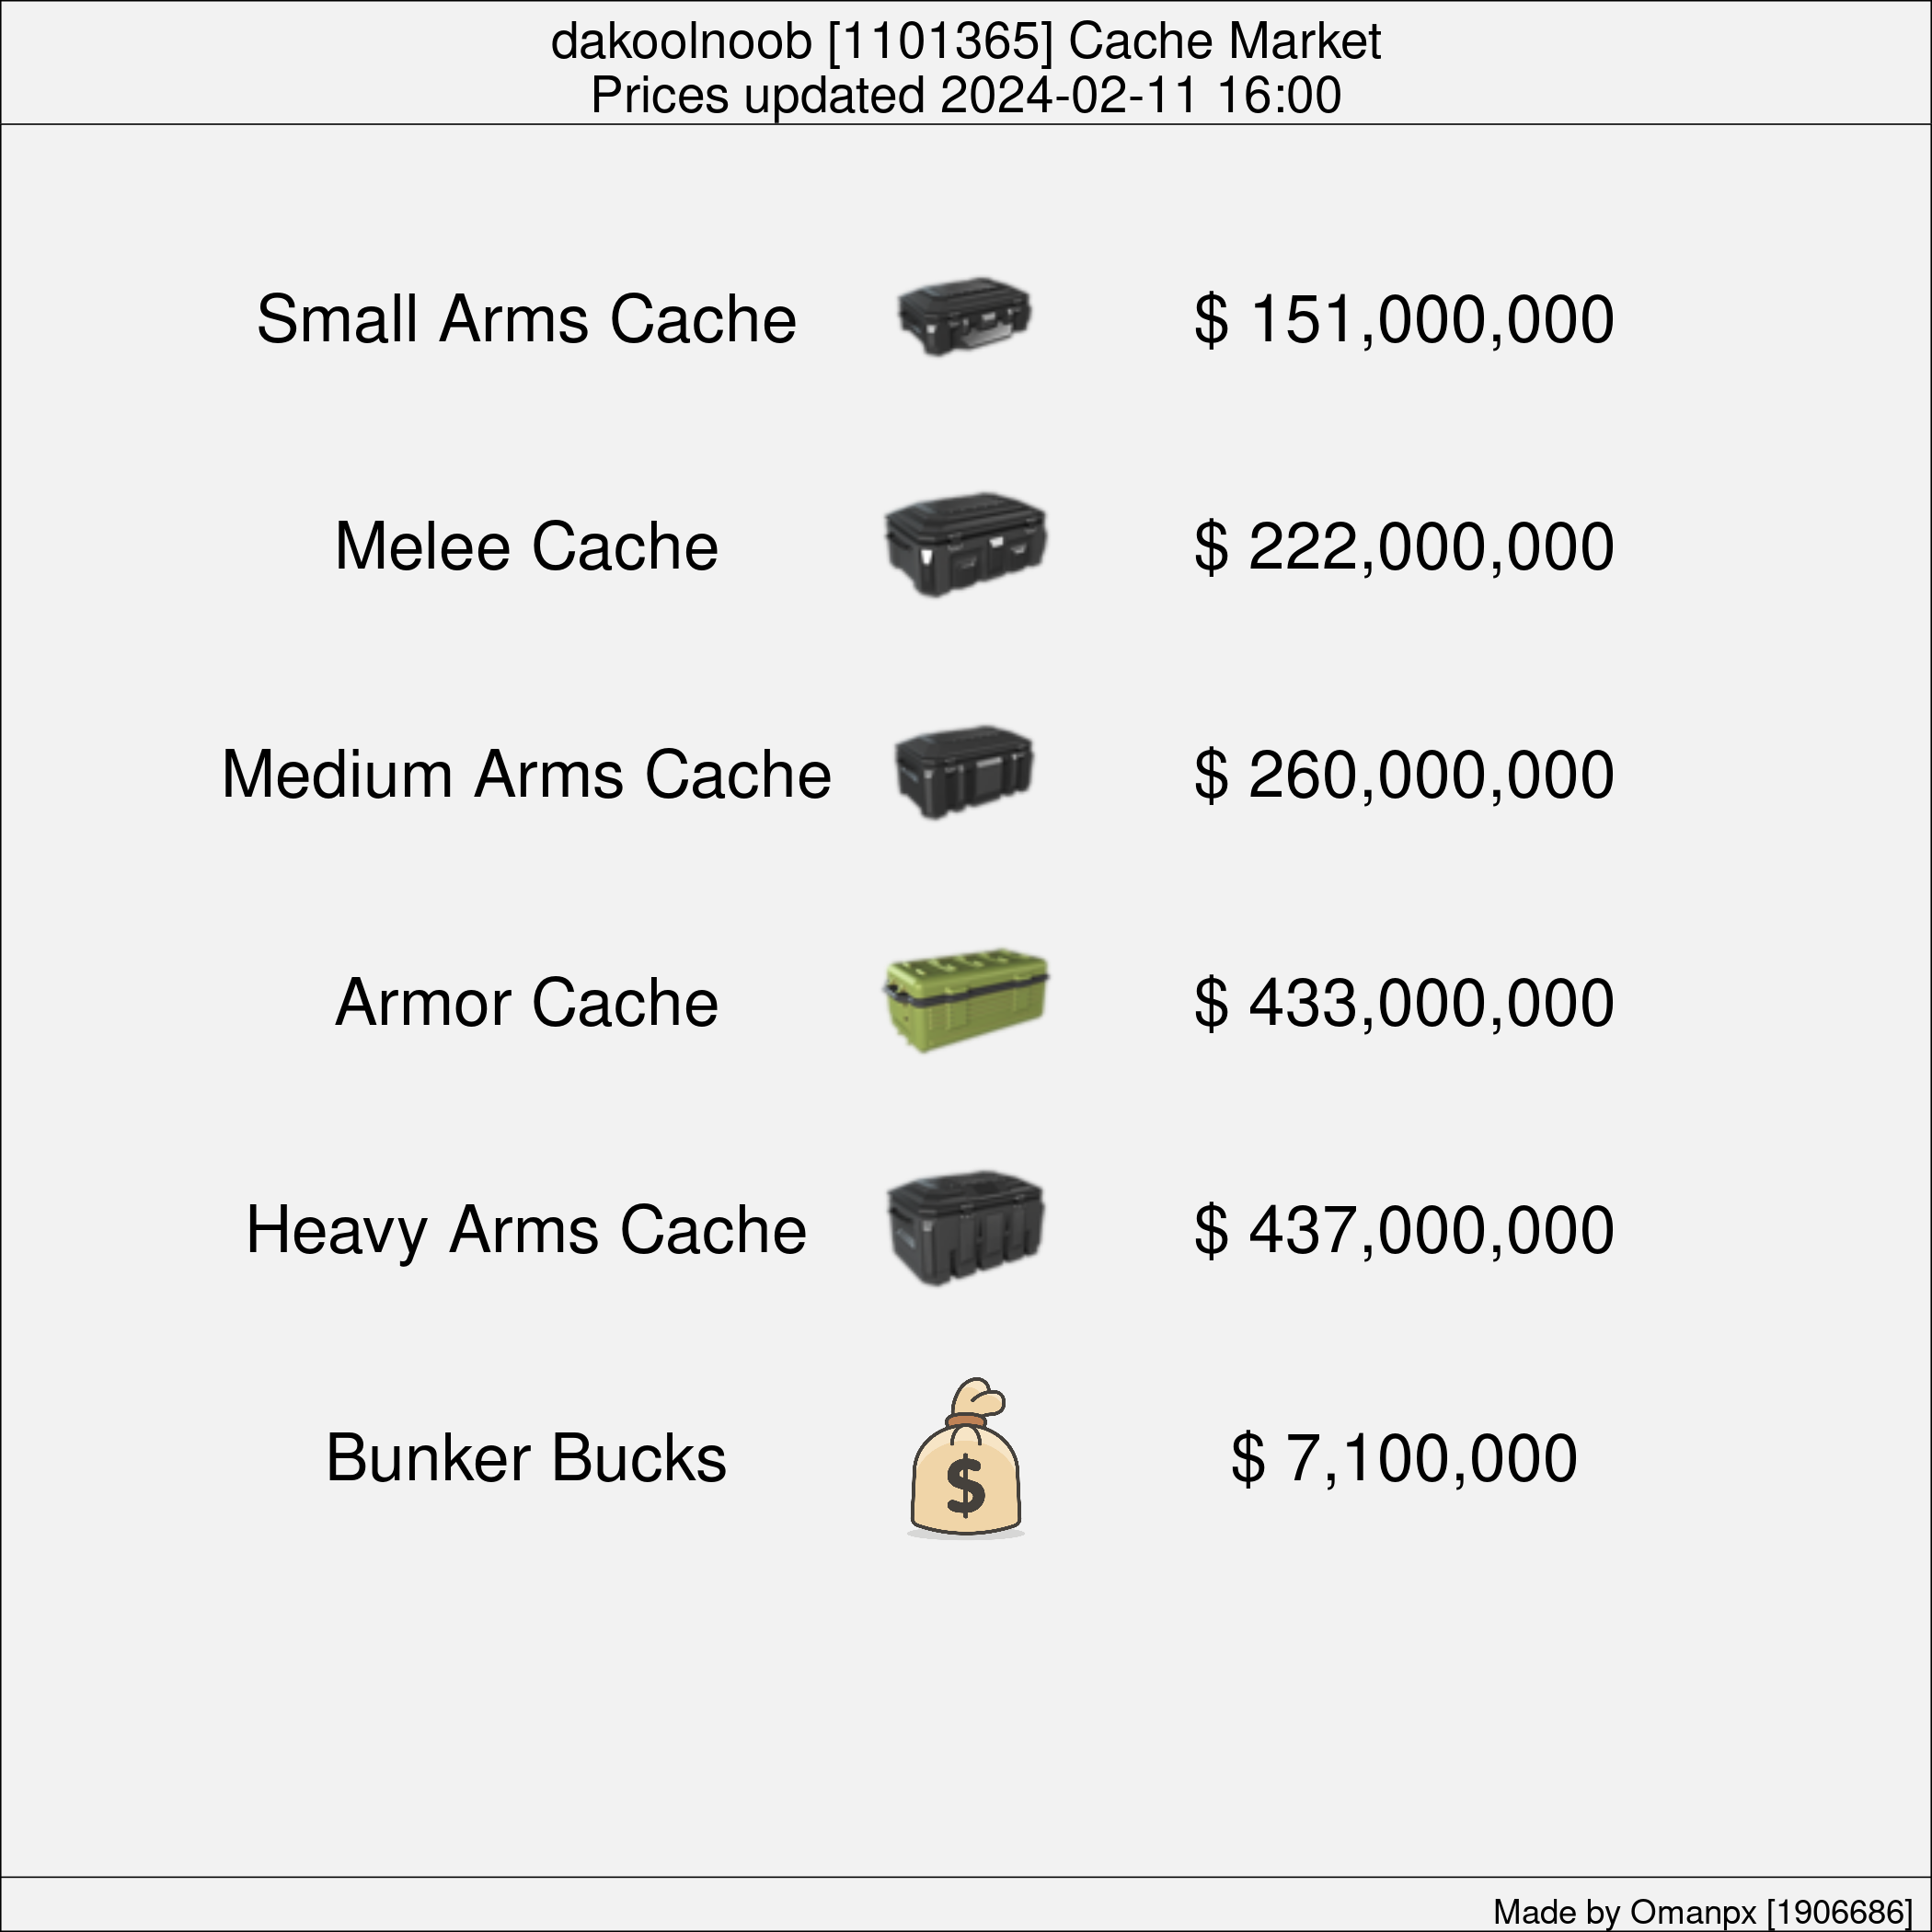 dakoolnoob [1101365] Cache Market
Prices updated 2024-02-11 16:00
Small Arms Cache $ 151,000,000
Melee Cache $ 222,000,000
Medium Arms Cache $ 260,000,000
Armor Cache $ 433,000,000
Heavy Arms Cache $ 437,000,000
Bunker Bucks $ $ 7,100,000
Made by Omanpx [1906686]